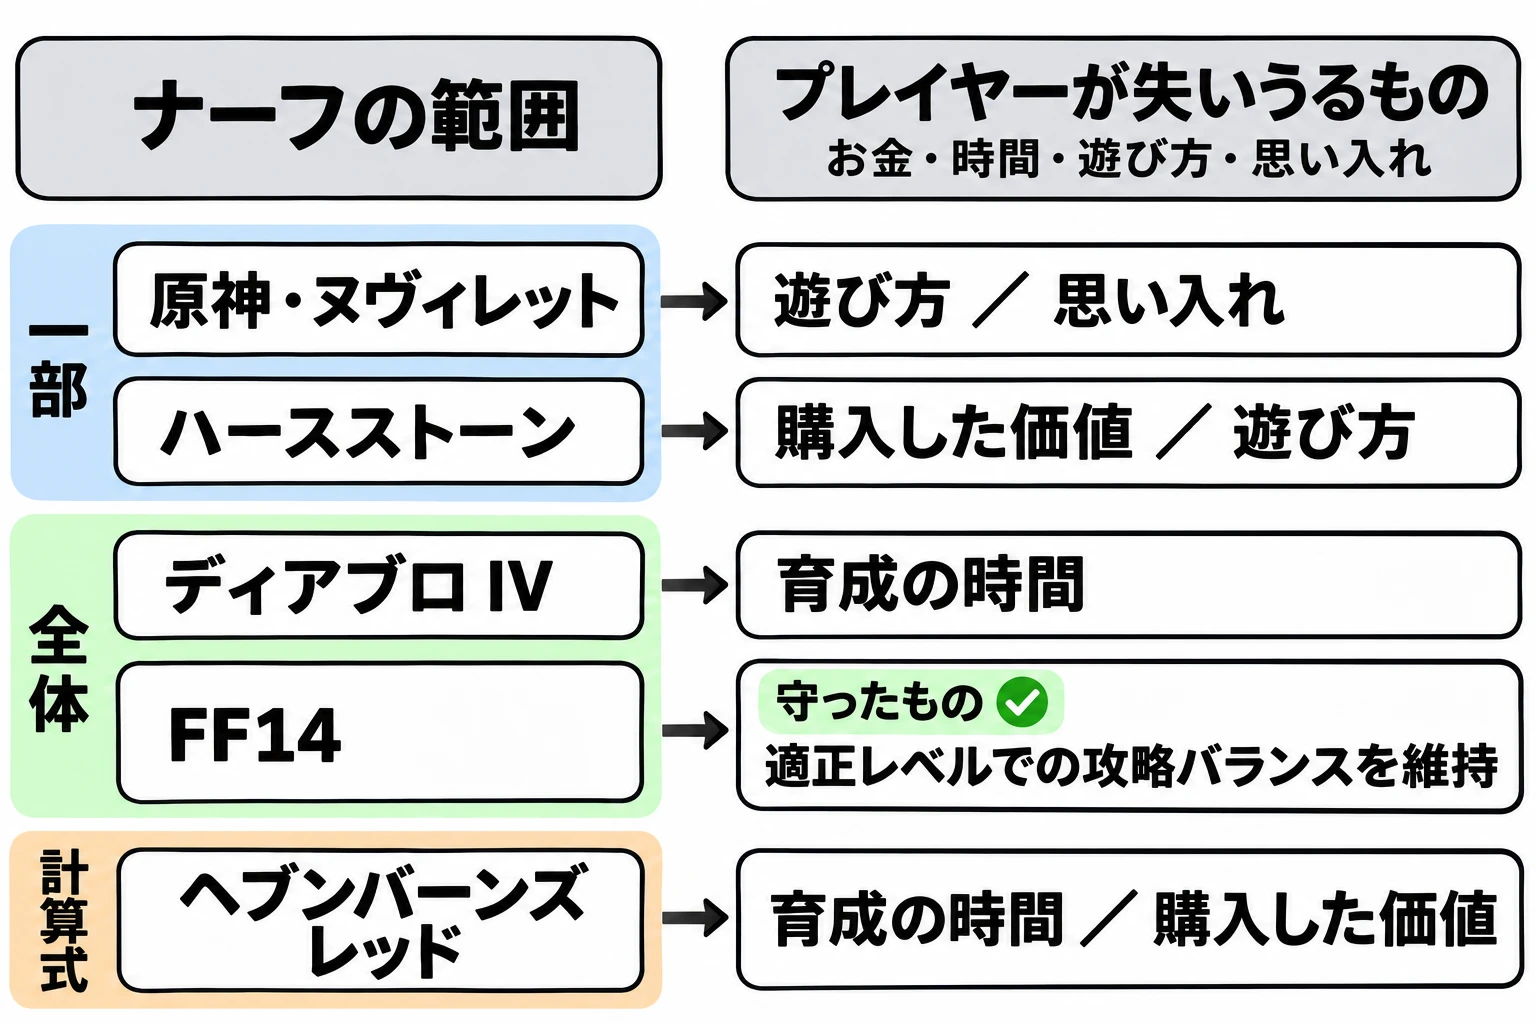 ナーフの範囲
プレイヤーが失いうるもの
お金・時間・遊び方・思い入れ
一部
原神・ヌヴィレット
遊び方 ／ 思い入れ
ハースストーン
購入した価値 ／ 遊び方
全体
ディアブロ IV
育成の時間
FF14
守ったもの
適正レベルでの攻略バランスを維持
計算式
ヘブンバーンズ
レッド
育成の時間 ／ 購入した価値